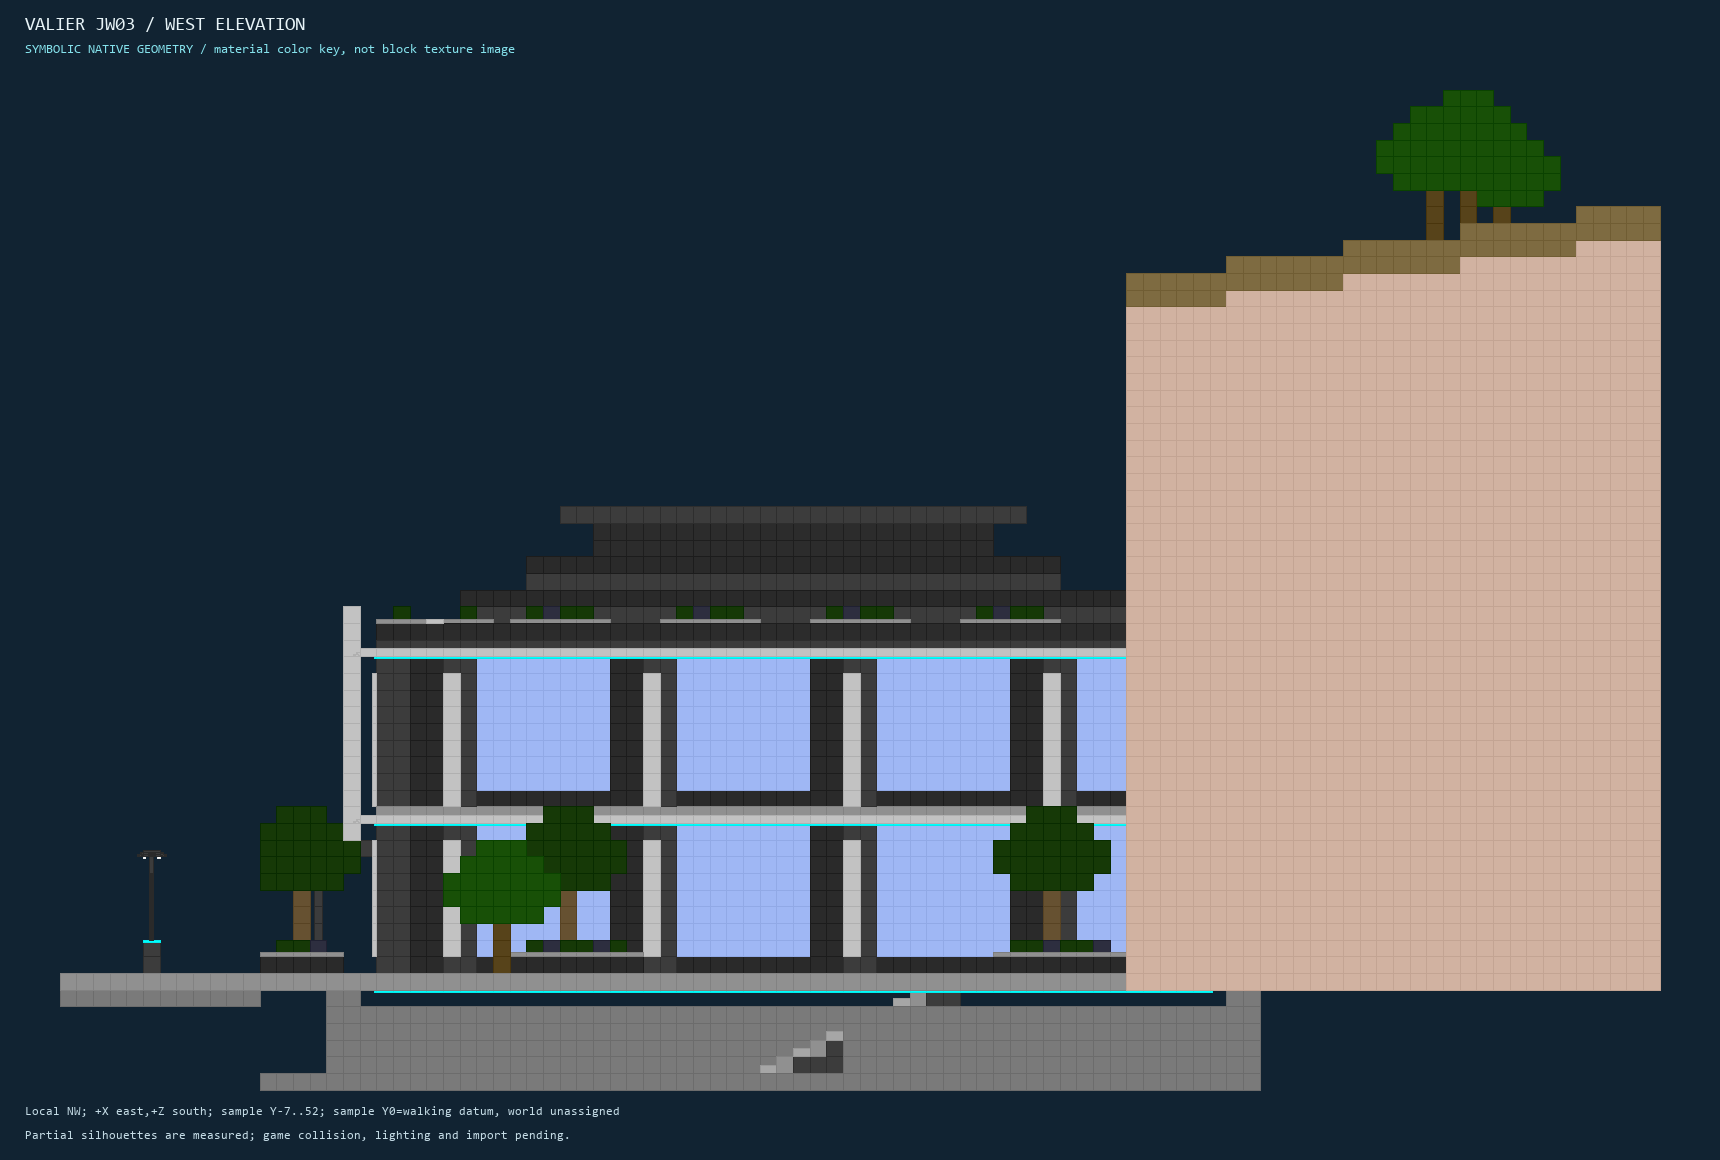 VALIER JW03 / WEST ELEVATION
SYMBOLIC NATIVE GEOMETRY / material color key, not block texture image
Local NW; +X east,+Z south; sample Y-7..52; sample Y0=walking datum, world unassigned
Partial silhouettes are measured; game collision, lighting and import pending.